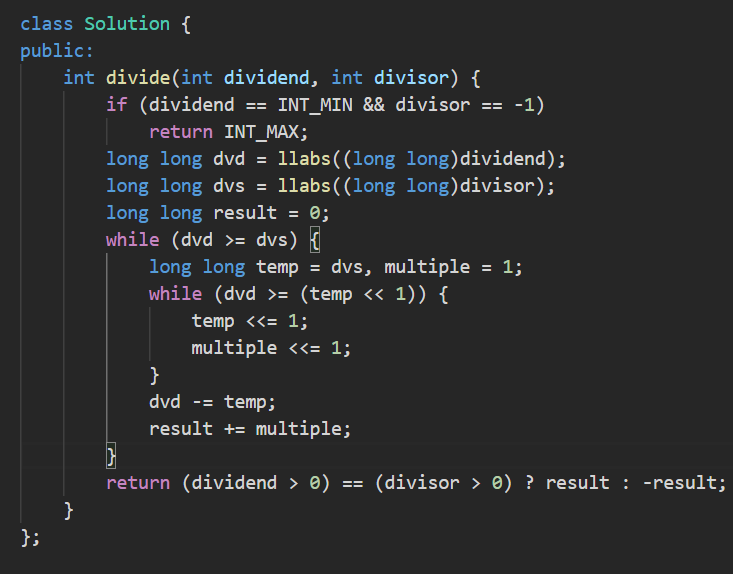 class Solution {
public:
    int divide(int dividend, int divisor) {
        if (dividend == INT_MIN && divisor == -1)
            return INT_MAX;
        long long dvd = llabs((long long)dividend);
        long long dvs = llabs((long long)divisor);
        long long result = 0;
        while (dvd >= dvs) {
            long long temp = dvs, multiple = 1;
            while (dvd >= (temp << 1)) {
                temp <<= 1;
                multiple <<= 1;
            }
            dvd -= temp;
            result += multiple;
        }
        return (dividend > 0) == (divisor > 0) ? result : -result;
    }
};